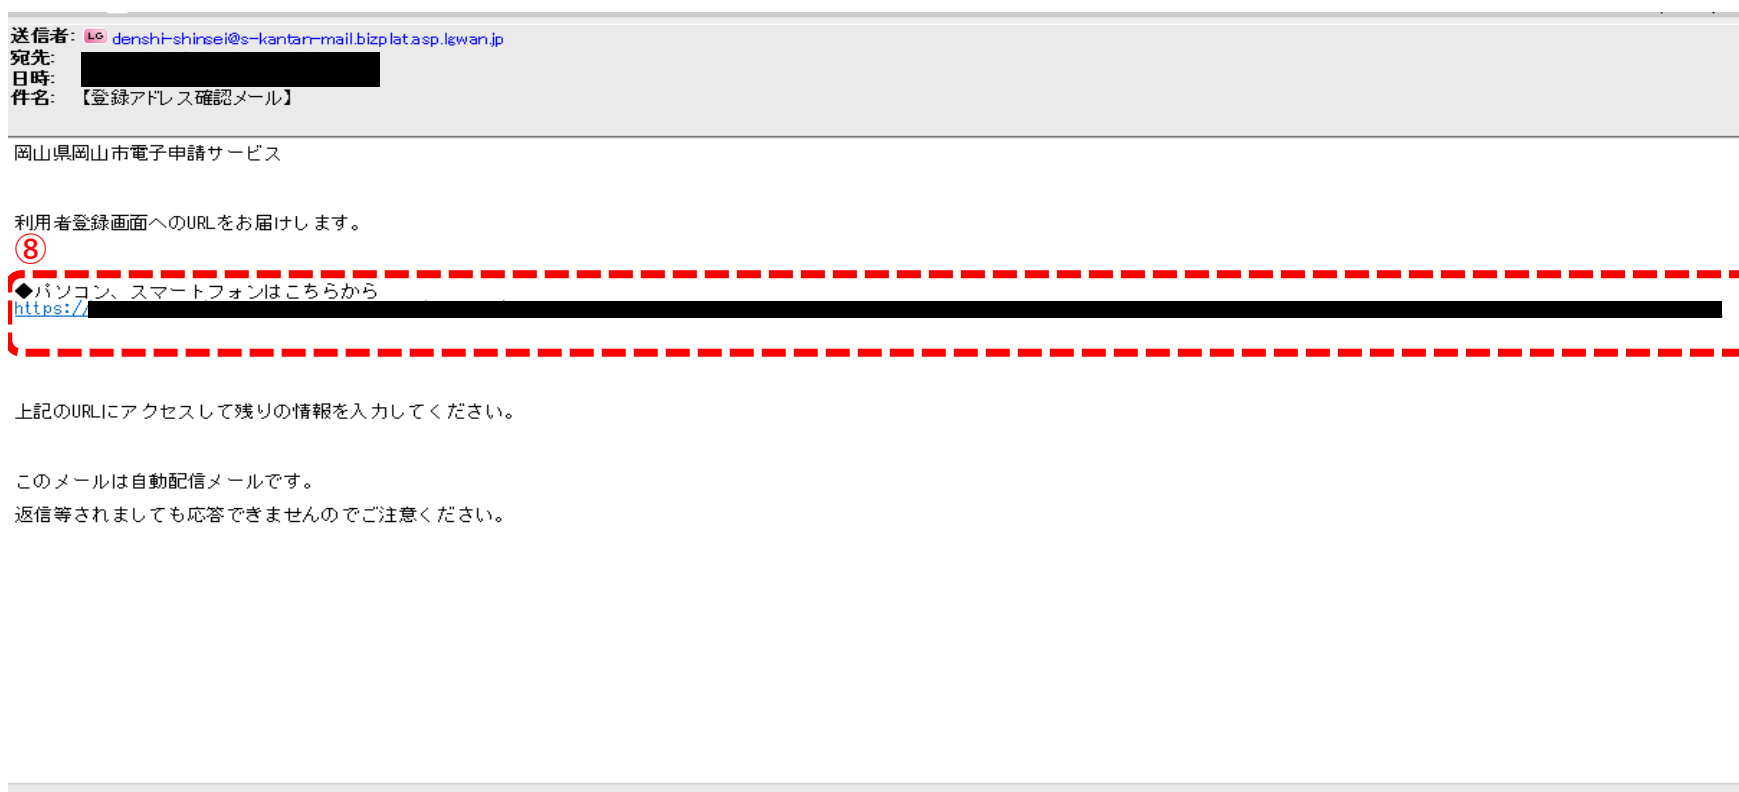 送信者: LG denshi-shinsei@s-kantan-mail.bizplat.asp.lgwan.jp
宛先:
日時:
件名: 【登録アドレス確認メール】
岡山県岡山市電子申請サービス
利用者登録画面へのURLをお届けします。
⑧
◆パソコン、スマートフォンはこちらから
https://
上記のURLにアクセスして残りの情報を入力してください。
このメールは自動配信メールです。
返信等されましても応答できませんのでご注意ください。